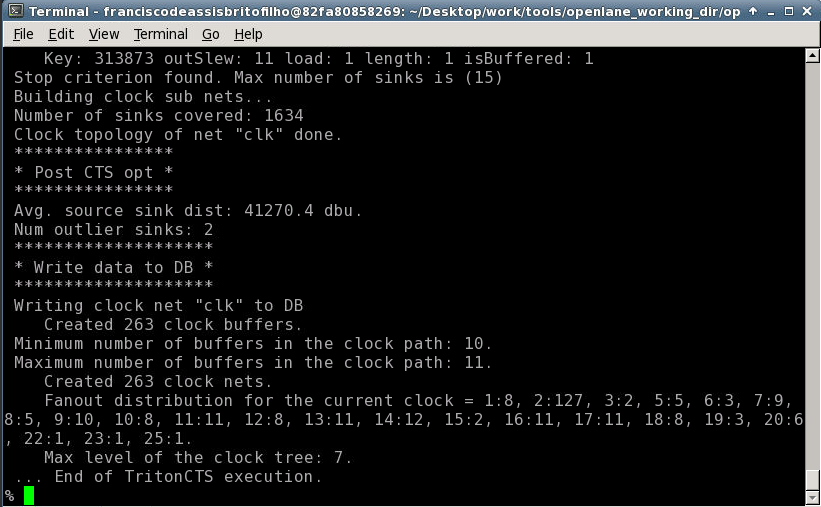 Terminal - franciscodeassisbritofilho@82fa80858269: ~/Desktop/work/tools/openlane_working_dir/op
File Edit View Terminal Go Help
Key: 313873 outSlew: 11 load: 1 length: 1 isBuffered: 1
Stop criterion found. Max number of sinks is (15)
Building clock sub nets...
Number of sinks covered: 1634
Clock topology of net "clk" done.
****************
* Post CTS opt *
****************
Avg. source sink dist: 41270.4 dbu.
Num outlier sinks: 2
********************
* Write data to DB *
********************
Writing clock net "clk" to DB
Created 263 clock buffers.
Minimum number of buffers in the clock path: 10.
Maximum number of buffers in the clock path: 11.
Created 263 clock nets.
Fanout distribution for the current clock = 1:8, 2:127, 3:2, 5:5, 6:3, 7:9,
8:5, 9:10, 10:8, 11:11, 12:8, 13:11, 14:12, 15:2, 16:11, 17:11, 18:8, 19:3, 20:6
, 22:1, 23:1, 25:1.
Max level of the clock tree: 7.
... End of TritonCTS execution.
%